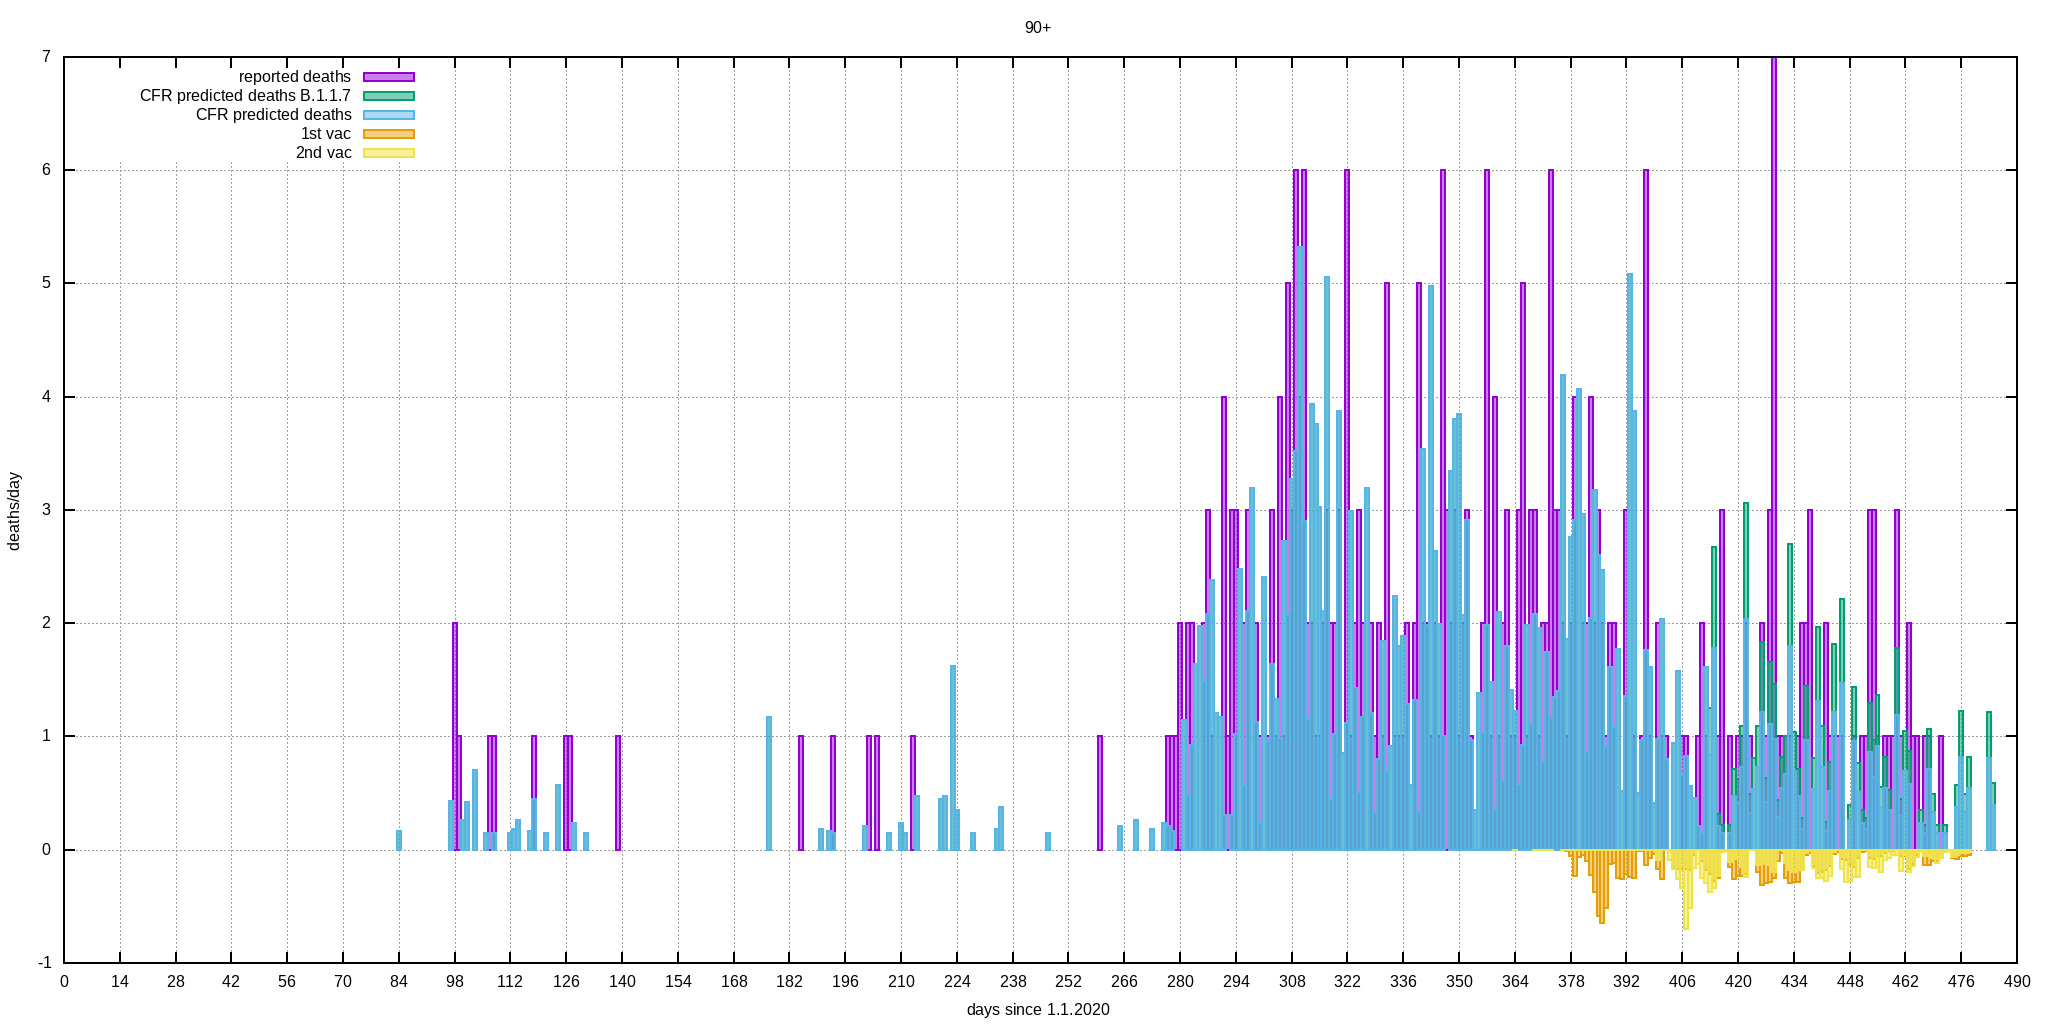 90+
7
reported deaths
CFR predicted deaths B.1.1.7
CFR predicted deaths
1st vac
2nd vac
6
5
4
3
2
1
0
-1
deaths/day
0 14 28 42 56 70 84 98 112 126 140 154 168 182 196 210 224 238 252 266 280 294 308 322 336 350 364 378 392 406 420 434 448 462 476 490
days since 1.1.2020